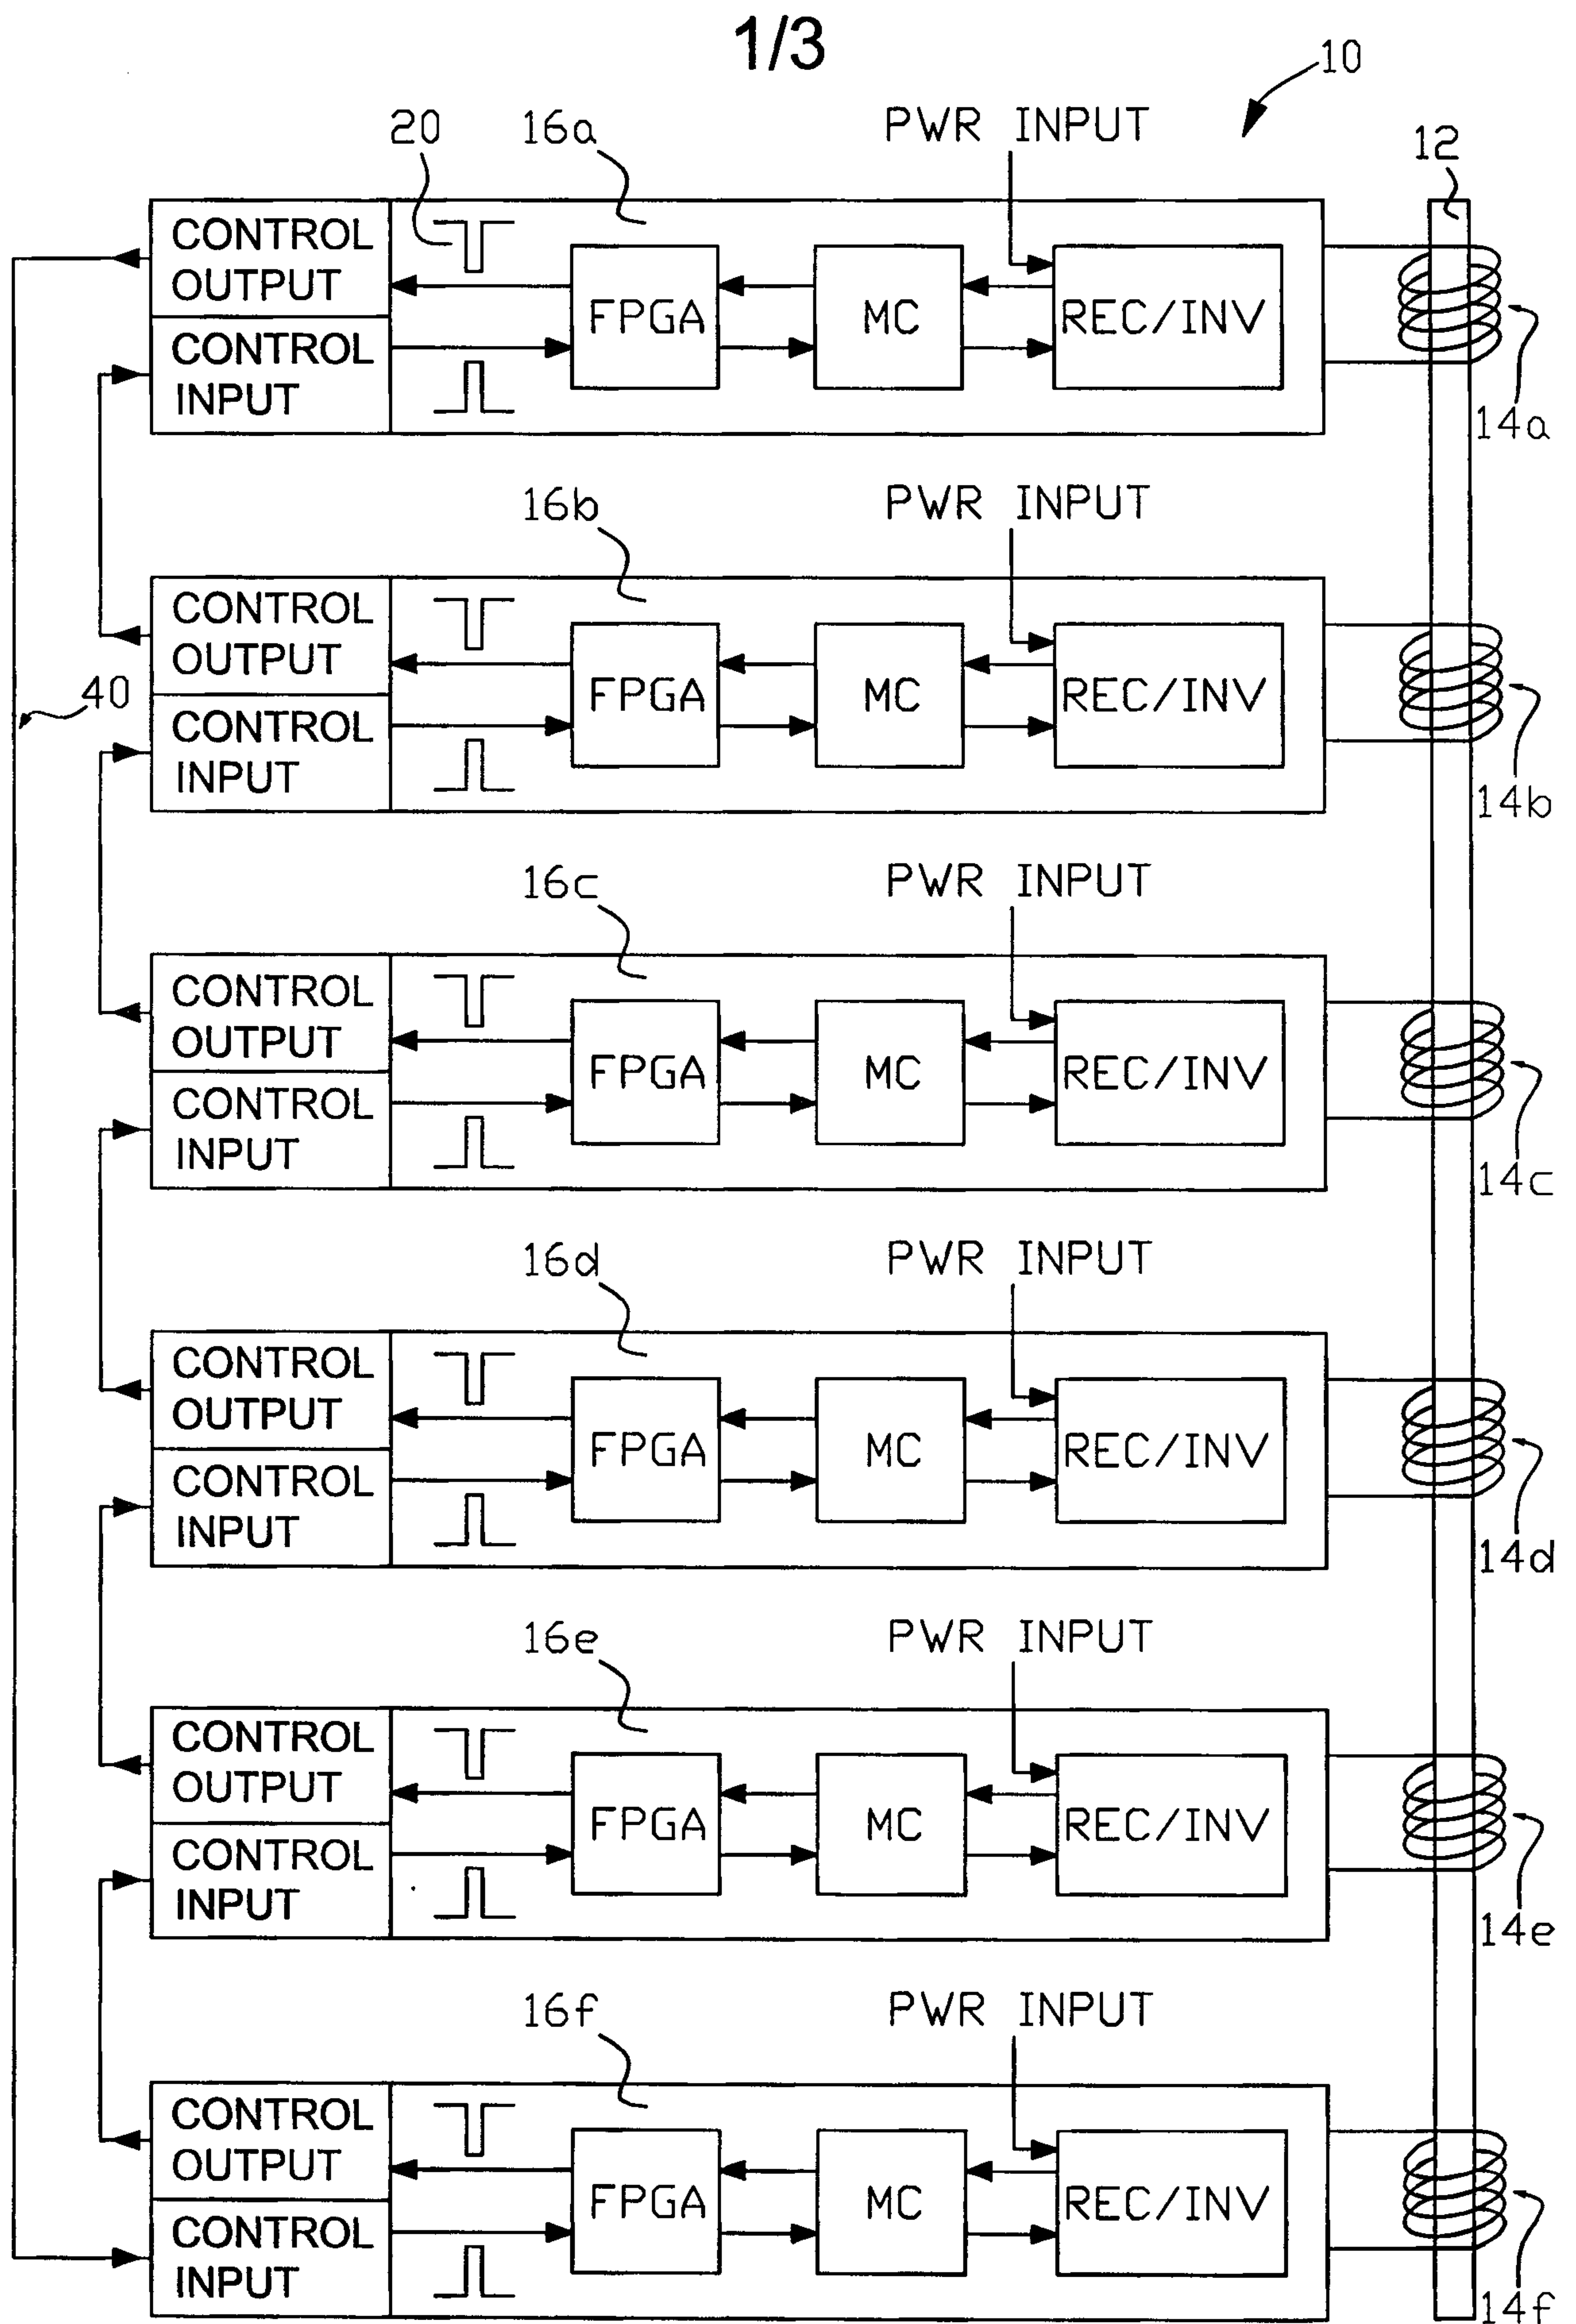 1/3
10
20
16a
PWR INPUT
12
CONTROL
OUTPUT
CONTROL
INPUT
FPGA
MC
REC/INV
14a
16b
PWR INPUT
CONTROL
OUTPUT
CONTROL
INPUT
FPGA
MC
REC/INV
40
14b
16c
PWR INPUT
CONTROL
OUTPUT
CONTROL
INPUT
FPGA
MC
REC/INV
14c
16d
PWR INPUT
CONTROL
OUTPUT
CONTROL
INPUT
FPGA
MC
REC/INV
14d
16e
PWR INPUT
CONTROL
OUTPUT
CONTROL
INPUT
FPGA
MC
REC/INV
14e
16f
PWR INPUT
CONTROL
OUTPUT
CONTROL
INPUT
FPGA
MC
REC/INV
14f